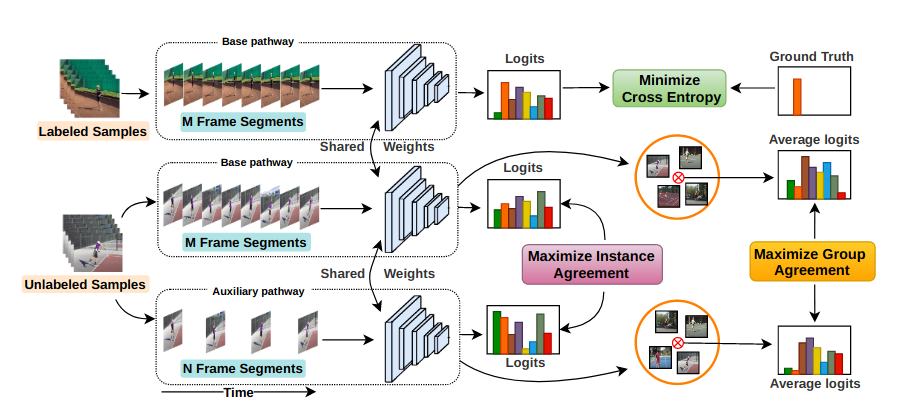 Base pathway
Labeled Samples
M Frame Segments
Logits
Minimize
Cross Entropy
Ground Truth
Shared Weights
Base pathway
Unlabeled Samples
M Frame Segments
Logits
Average logits
Maximize Instance
Agreement
Maximize Group
Agreement
Shared Weights
Auxiliary pathway
N Frame Segments
Logits
Average logits
Time